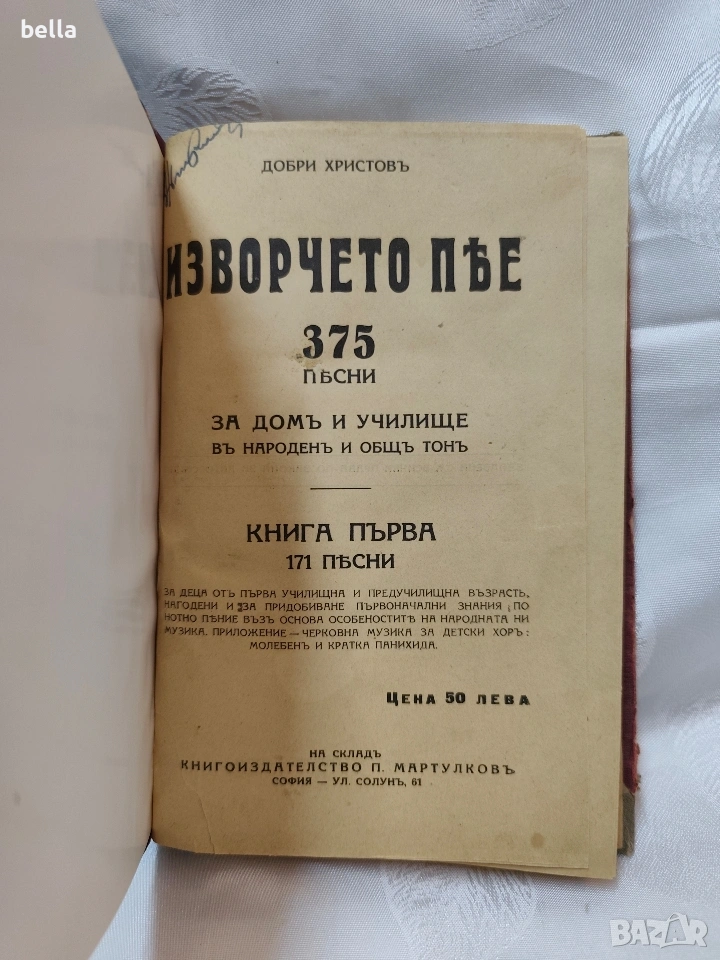 bella
ДОБРИ ХРИСТОВЪ
ИЗВОРЧЕТО ПѢЕ
375
ПѢСНИ
ЗА ДОМЪ И УЧИЛИЩЕ
ВЪ НАРОДЕНЪ И ОБЩЪ ТОНЪ
КНИГА ПЪРВА
171 ПѢСНИ
ЗА ДЕЦА ОТЪ ПЪРВА УЧИЛИЩНА И ПРЕДУЧИЛИЩНА ВЪЗРАСТЬ,
НАГОДЕНИ И ЗА ПРИДОБИВАНЕ ПЪРВОНАЧАЛНИ ЗНАНИЯ ПО
НОТНО ПѢНИЕ ВЪЗЪ ОСНОВА ОСОБЕНОСТИТѢ НА НАРОДНАТА НИ
МУЗИКА. ПРИЛОЖЕНИЕ — ЧЕРКОВНА МУЗИКА ЗА ДЕТСКИ ХОРЪ:
МОЛЕБЕНЪ И КРАТКА ПАНИХИДА.
ЦЕНА 50 ЛЕВА
НА СКЛАДЪ
КНИГОИЗДАТЕЛСТВО П. МАРТУЛКОВЪ
СОФИЯ — УЛ. СОЛУНЪ, 61
BAZAR